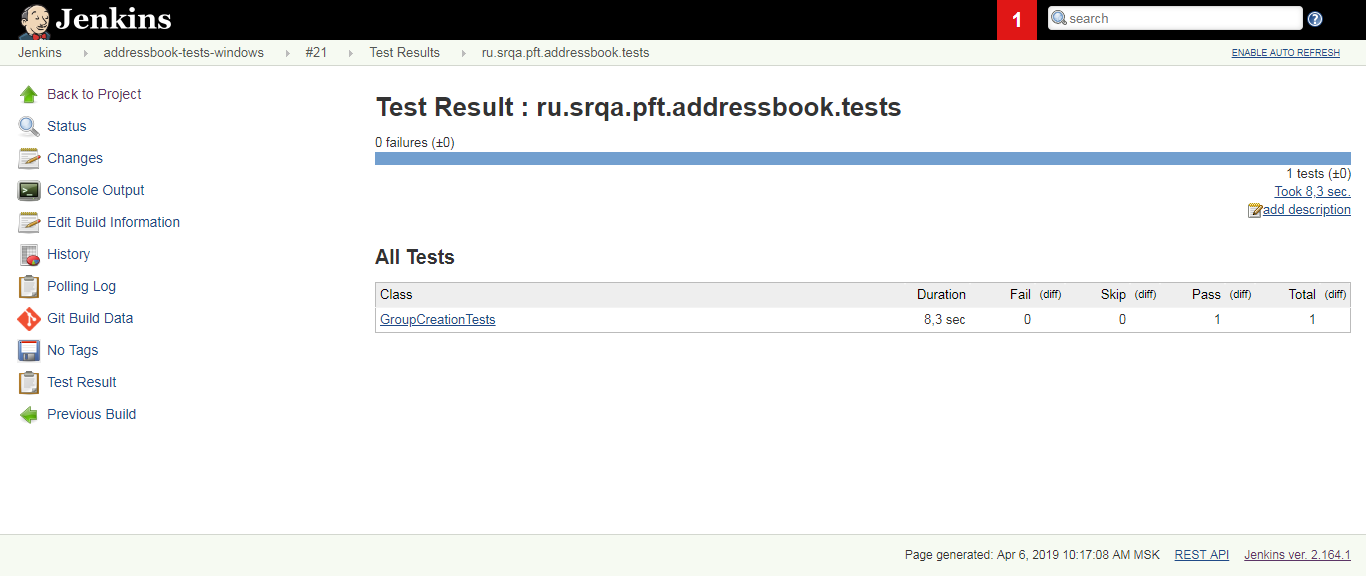 Jenkins
1
search
Jenkins addressbook-tests-windows #21 Test Results ru.srqa.pft.addressbook.tests
ENABLE AUTO REFRESH
Back to Project
Status
Changes
Console Output
Edit Build Information
History
Polling Log
Git Build Data
No Tags
Test Result
Previous Build
Test Result : ru.srqa.pft.addressbook.tests
0 failures (±0)
1 tests (±0)
Took 8,3 sec.
add description
All Tests
Class Duration Fail (diff) Skip (diff) Pass (diff) Total (diff)
GroupCreationTests 8,3 sec 0 0 1 1
Page generated: Apr 6, 2019 10:17:08 AM MSK REST API Jenkins ver. 2.164.1